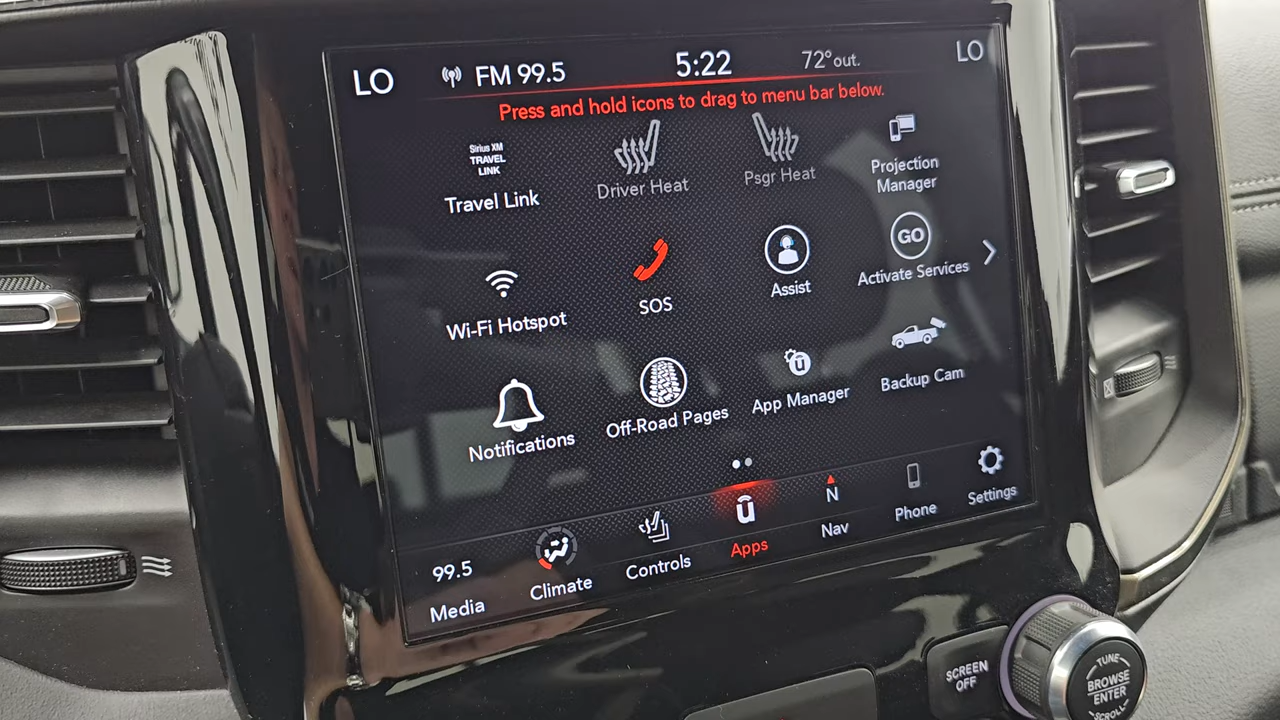 LO FM 99.5 5:22 72° out. LO
Press and hold icons to drag to menu bar below.
Sirius XM
TRAVEL
LINK
Travel Link
Driver Heat
Psgr Heat
Projection
Manager
Wi-Fi Hotspot
SOS
Assist
GO
Activate Services
Notifications
Off-Road Pages
u
App Manager
Backup Cam
99.5
Media
Climate
Controls
u
Apps
N
Nav
Phone
Settings
SCREEN
OFF
TUNE
BROWSE
ENTER
SCROLL